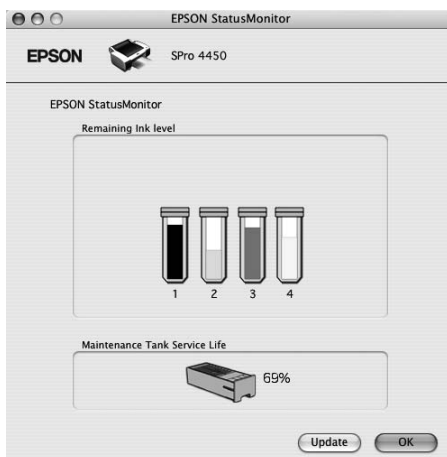 EPSON StatusMonitor
EPSON SPro 4450
EPSON StatusMonitor
Remaining Ink level
1 2 3 4
Maintenance Tank Service Life
69%
Update OK